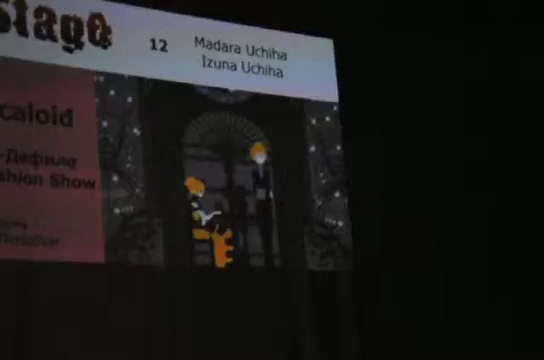 stage
12
Madara Uchiha
Izuna Uchiha
caloid
-Дефиле
shion Show